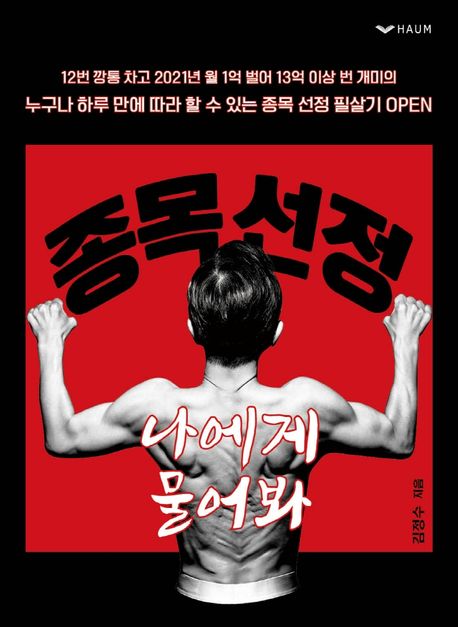 HAUM
12번 깡통 차고 2021년 월 1억 벌어 13억 이상 번 개미의
누구나 하루 만에 따라 할 수 있는 종목 선정 필살기 OPEN
종목 선정
나에게
물어봐
김정수 지음